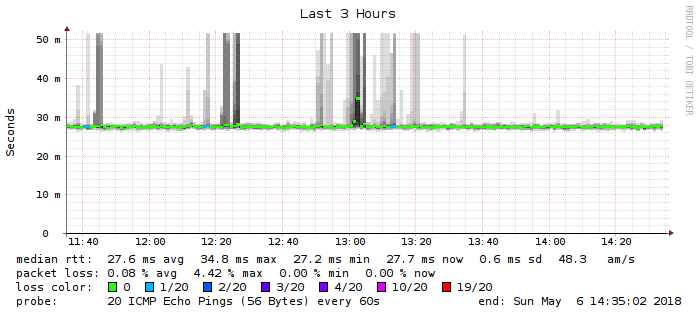 Last 3 Hours
RRDTOOL / TOBI OETIKER
Seconds
50 m
40 m
30 m
20 m
10 m
0
11:40 12:00 12:20 12:40 13:00 13:20 13:40 14:00 14:20
median rtt: 27.6 ms avg 34.8 ms max 27.2 ms min 27.7 ms now 0.6 ms sd 48.3 am/s
packet loss: 0.08 % avg 4.42 % max 0.00 % min 0.00 % now
loss color: 0 1/20 2/20 3/20 4/20 10/20 19/20
probe: 20 ICMP Echo Pings (56 Bytes) every 60s end: Sun May 6 14:35:02 2018